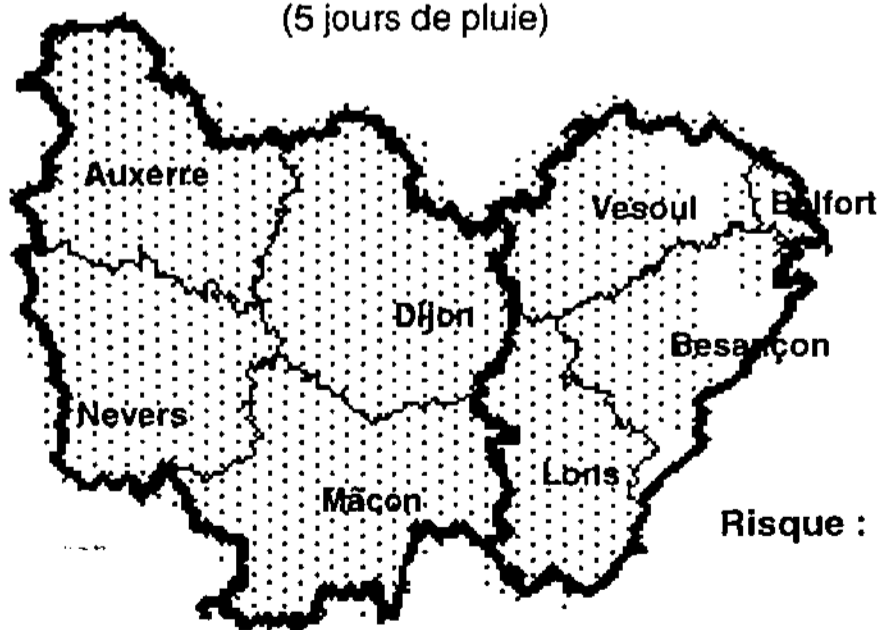 (5 jours de pluie)
Auxerre
Vesoul
Belfort
Dijon
Besançon
Nevers
Lons
Mâcon
Risque :